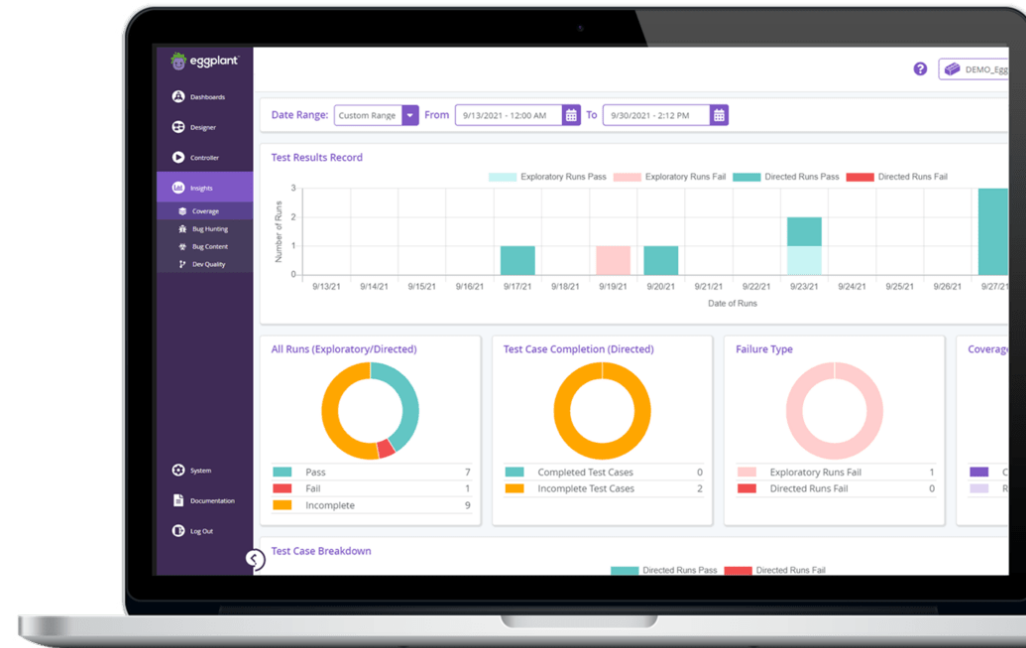 eggplant
Dashboards
Designer
Controller
Insights
Coverage
Bug Hunting
Bug Content
Dev Quality
System
Documentation
Log Out
DEMO_Egg
Date Range: Custom Range From 9/13/2021 - 12:00 AM To 9/30/2021 - 2:12 PM
Test Results Record
Exploratory Runs Pass Exploratory Runs Fail Directed Runs Pass Directed Runs Fail
Number of Runs
3
2
1
0
9/13/21 9/14/21 9/15/21 9/16/21 9/17/21 9/18/21 9/19/21 9/20/21 9/21/21 9/22/21 9/23/21 9/24/21 9/25/21 9/26/21 9/27/21
Date of Runs
All Runs (Exploratory/Directed)
Pass 7
Fail 1
Incomplete 9
Test Case Completion (Directed)
Completed Test Cases 0
Incomplete Test Cases 2
Failure Type
Exploratory Runs Fail 1
Directed Runs Fail 0
Coverage
C
R
Test Case Breakdown
Directed Runs Pass Directed Runs Fail